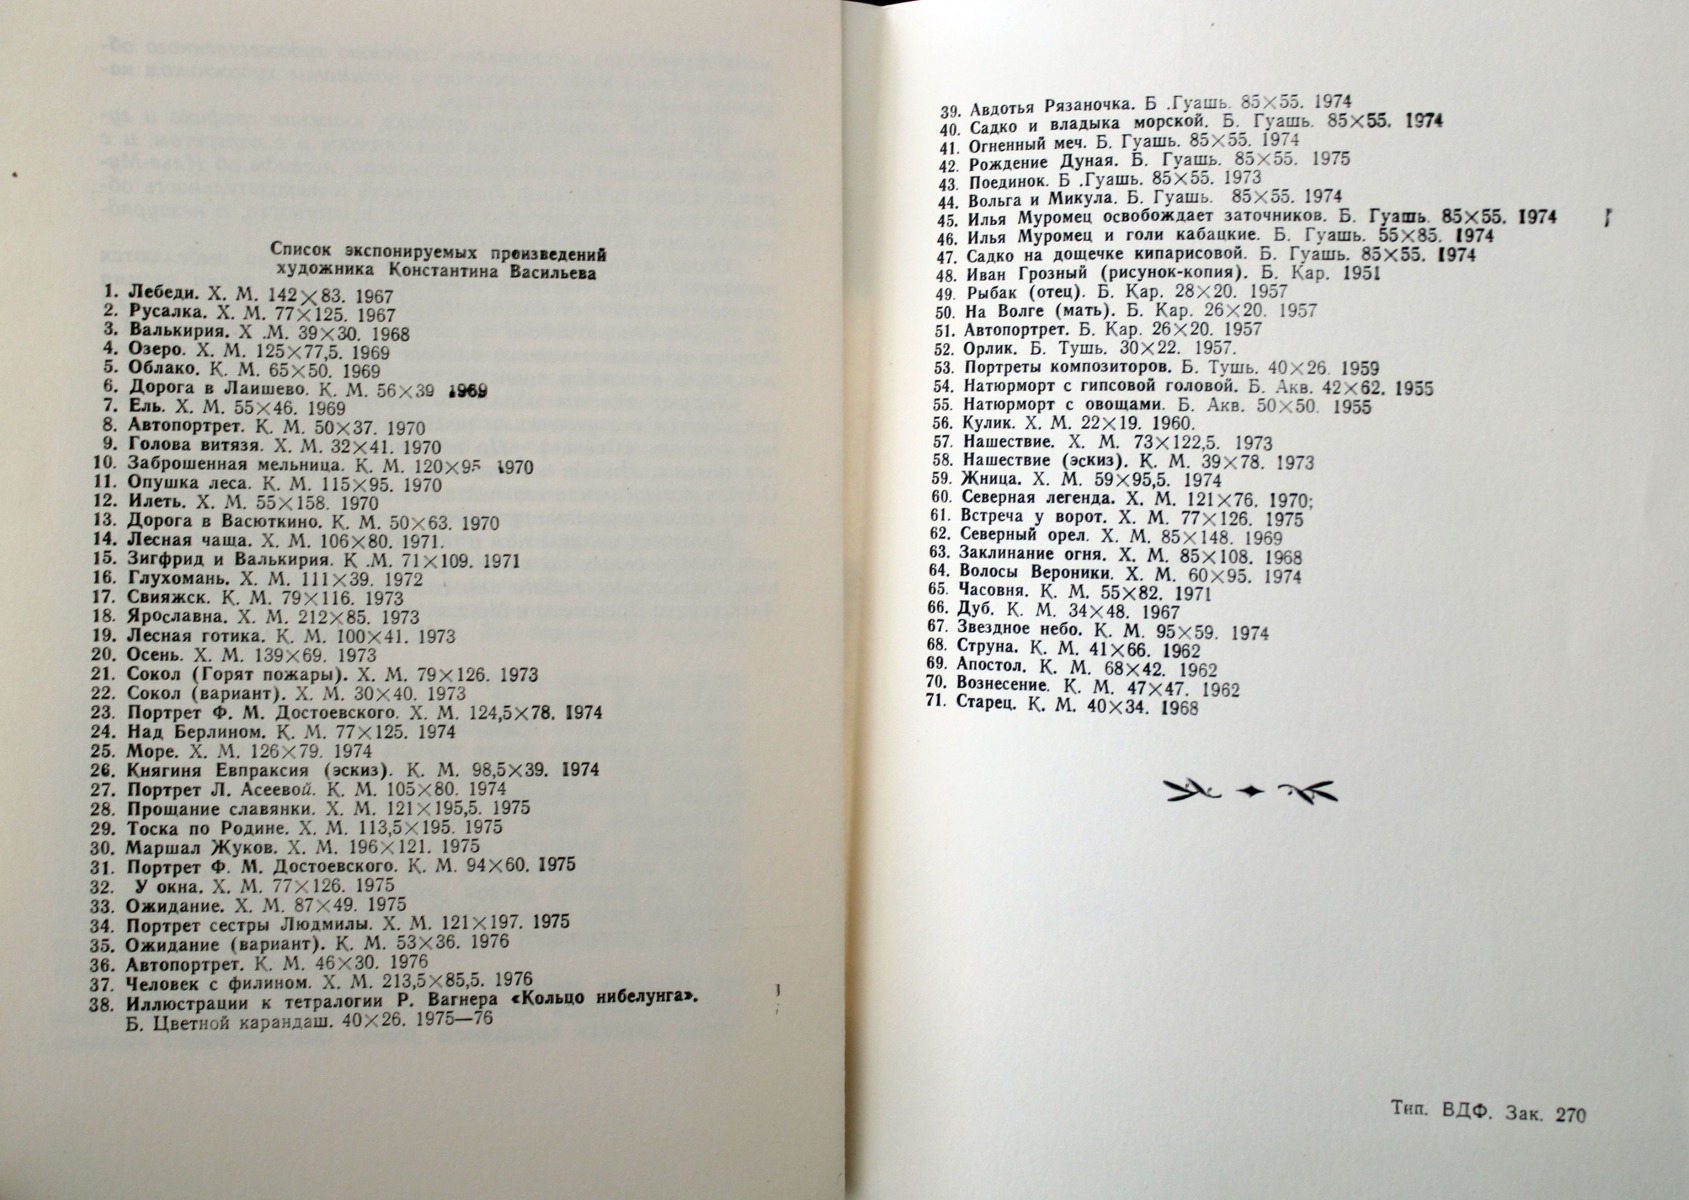 Список экспонируемых произведений
художника Константина Васильева
1. Лебеди. Х. М. 142×83. 1967
2. Русалка. Х. М. 77×125. 1967
3. Валькирия. Х .М. 39×30. 1968
4. Озеро. Х. М. 125×77,5. 1969
5. Облако. К. М. 65×50. 1969
6. Дорога в Лаишево. К. М. 56×39 1969
7. Ель. Х. М. 55×46. 1969
8. Автопортрет. К. М. 50×37. 1970
9. Голова витязя. Х. М. 32×41. 1970
10. Заброшенная мельница. К. М. 120×95 1970
11. Опушка леса. К. М. 115×95. 1970
12. Илеть. Х. М. 55×158. 1970
13. Дорога в Васюткино. К. М. 50×63. 1970
14. Лесная чаща. Х. М. 106×80. 1971.
15. Зигфрид и Валькирия. К .М. 71×109. 1971
16. Глухомань. Х. М. 111×39. 1972
17. Свияжск. К. М. 79×116. 1973
18. Ярославна. Х. М. 212×85. 1973
19. Лесная готика. К. М. 100×41. 1973
20. Осень. Х. М. 139×69. 1973
21. Сокол (Горят пожары). Х. М. 79×126. 1973
22. Сокол (вариант). Х. М. 30×40. 1973
23. Портрет Ф. М. Достоевского. Х. М. 124,5×78. 1974
24. Над Берлином. К. М. 77×125. 1974
25. Море. Х. М. 126×79. 1974
26. Княгиня Евпраксия (эскиз). К. М. 98,5×39. 1974
27. Портрет Л. Асеевой. К. М. 105×80. 1974
28. Прощание славянки. Х. М. 121×195,5. 1975
29. Тоска по Родине. Х. М. 113,5×195. 1975
30. Маршал Жуков. Х. М. 196×121. 1975
31. Портрет Ф. М. Достоевского. К. М. 94×60. 1975
32. У окна. Х. М. 77×126. 1975
33. Ожидание. Х. М. 87×49. 1975
34. Портрет сестры Людмилы. Х. М. 121×197. 1975
35. Ожидание (вариант). К. М. 53×36. 1976
36. Автопортрет. К. М. 46×30. 1976
37. Человек с филином. Х. М. 213,5×85,5. 1976
38. Иллюстрации к тетралогии Р. Вагнера «Кольцо нибелунга».
Б. Цветной карандаш. 40×26. 1975—76
39. Авдотья Рязаночка. Б .Гуашь. 85×55. 1974
40. Садко и владыка морской. Б. Гуашь. 85×55. 1974
41. Огненный меч. Б. Гуашь. 85×55. 1974
42. Рождение Дуная. Б. Гуашь. 85×55. 1975
43. Поединок. Б .Гуашь. 85×55. 1973
44. Вольга и Микула. Б. Гуашь. 85×55. 1974
45. Илья Муромец освобождает заточников. Б. Гуашь. 85×55. 1974
46. Илья Муромец и голи кабацкие. Б. Гуашь. 55×85. 1974
47. Садко на дощечке кипарисовой. Б. Гуашь. 85×55. 1974
48. Иван Грозный (рисунок-копия). Б. Кар. 1951
49. Рыбак (отец). Б. Кар. 28×20. 1957
50. На Волге (мать). Б. Кар. 26×20. 1957
51. Автопортрет. Б. Кар. 26×20. 1957
52. Орлик. Б. Тушь. 30×22. 1957.
53. Портреты композиторов. Б. Тушь. 40×26. 1959
54. Натюрморт с гипсовой головой. Б. Акв. 42×62. 1955
55. Натюрморт с овощами. Б. Акв. 50×50. 1955
56. Кулик. Х. М. 22×19. 1960.
57. Нашествие. Х. М. 73×122,5. 1973
58. Нашествие (эскиз). К. М. 39×78. 1973
59. Жница. Х. М. 59×95,5. 1974
60. Северная легенда. Х. М. 121×76. 1970;
61. Встреча у ворот. Х. М. 77×126. 1975
62. Северный орел. Х. М. 85×148. 1969
63. Заклинание огня. Х. М. 85×108. 1968
64. Волосы Вероники. Х. М. 60×95. 1974
65. Часовня. К. М. 55×82. 1971
66. Дуб. К. М. 34×48. 1967
67. Звездное небо. К. М. 95×59. 1974
68. Струна. К. М. 41×66. 1962
69. Апостол. К. М. 68×42. 1962
70. Вознесение. К. М. 47×47. 1962
71. Старец. К. М. 40×34. 1968
Тип. ВДФ. Зак. 270